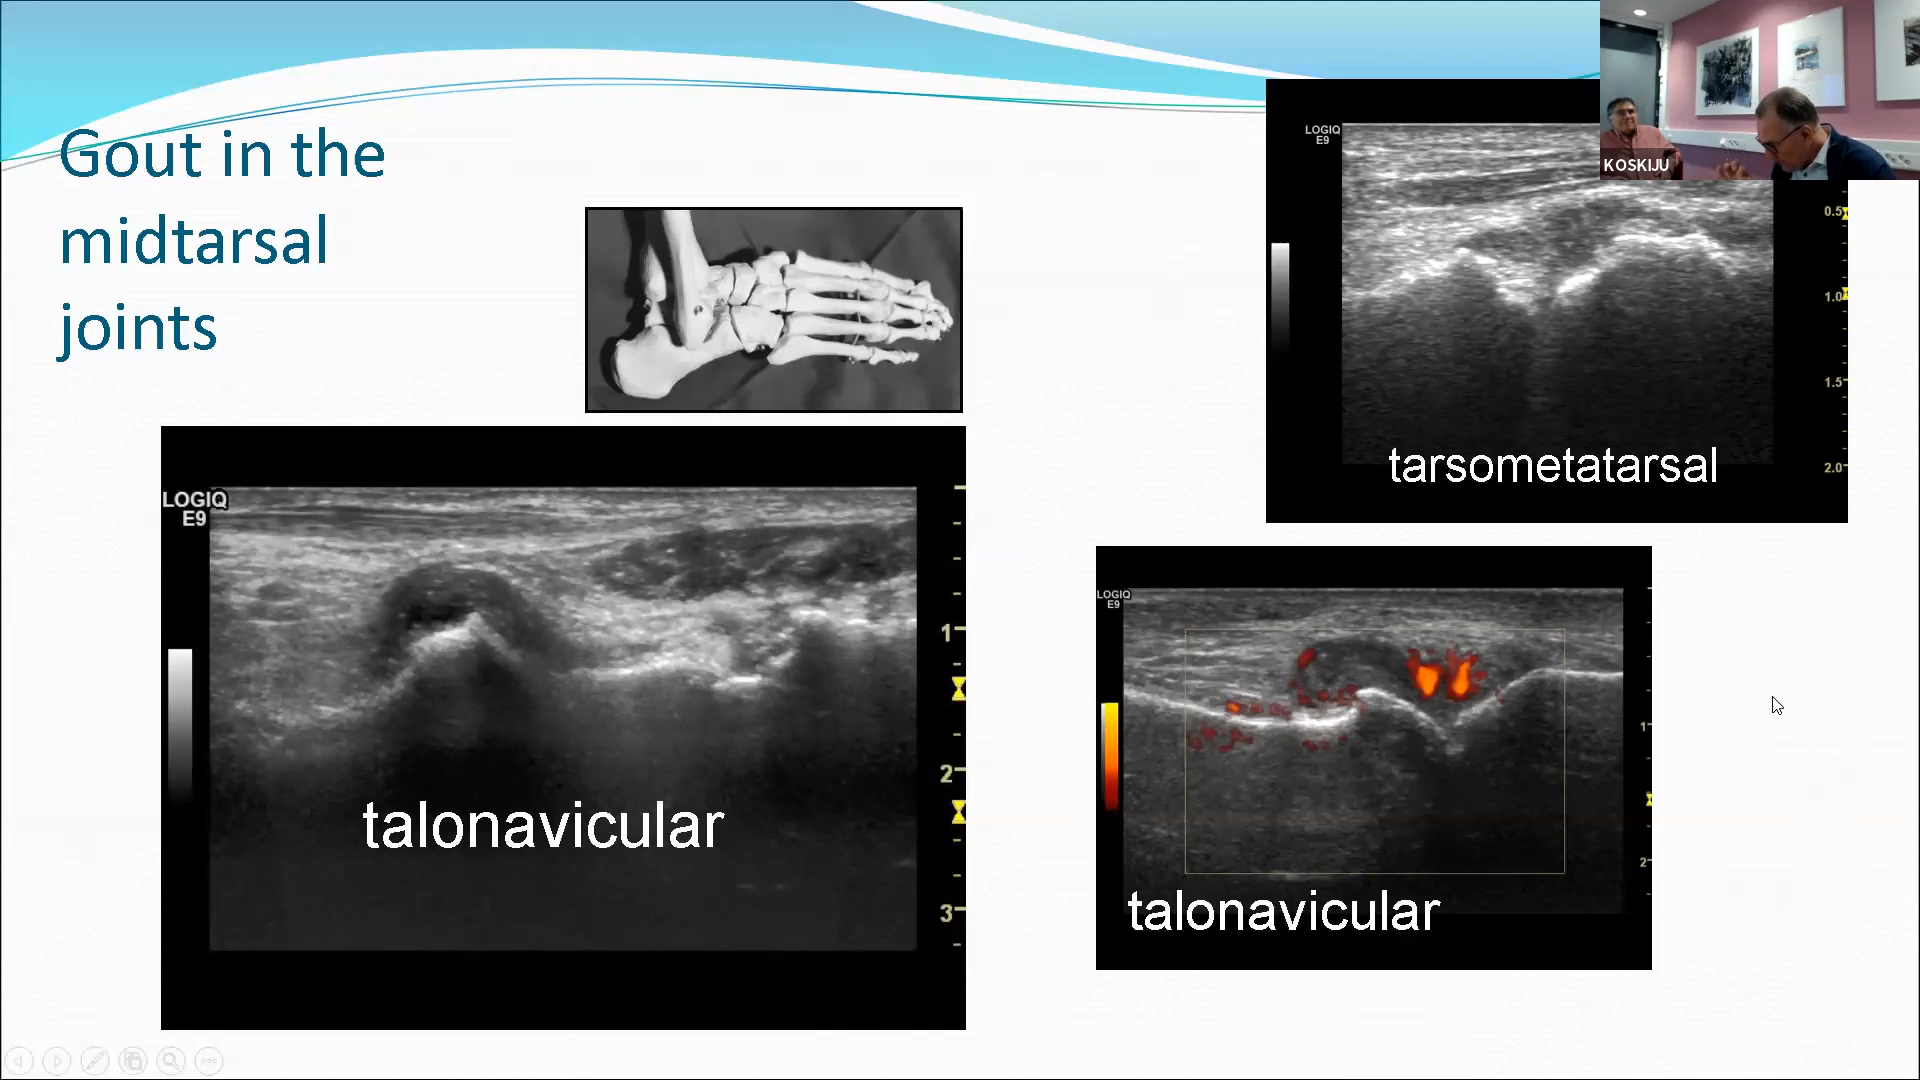 Gout in the
midtarsal
joints
LOGIQ
E9
0.5
1.0
1.5
2.0
tarsometatarsal
KOSKIJU
LOGIQ
E9
1
2
3
talonavicular
LOGIQ
E9
1
2
talonavicular